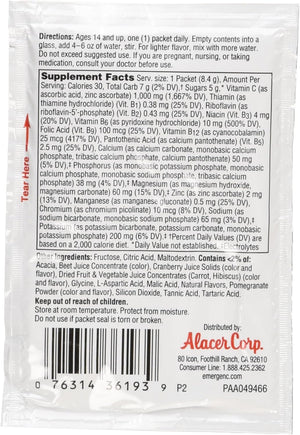 Directions: Ages 14 and up, one (1) packet daily. Empty contents into a
glass, add 4–6 oz of water, stir. For lighter flavor, mix with more water.
Do not exceed suggested use. If you are pregnant, nursing, or taking
medication, consult your doctor before use.
Supplement Facts Serv. size: 1 Packet (8.4 g), Amount Per
Serving: Calories 30, Total Carb 7 g (2% DV),† Sugars 5 g,* Vitamin C (as
ascorbic acid, zinc ascorbate) 1,000 mg (1,667% DV), Thiamin (as
thiamine hydrochloride) (Vit B₁) 0.38 mg (25% DV), Riboflavin (as
riboflavin-5'-phosphate) (Vit B₂) 0.43 mg (25% DV), Niacin (Vit B₃) 4 mg
(20% DV), Vitamin B₆ (as pyridoxine hydrochloride) 10 mg (500% DV),
Folic Acid (Vit B₉) 100 mcg (25% DV), Vitamin B₁₂ (as cyanocobalamin)
25 mcg (417% DV), Pantothenic Acid (as calcium pantothenate) (Vit B₅)
2.5 mg (25% DV), Calcium (as calcium carbonate, monobasic calcium
phosphate, tribasic calcium phosphate, calcium pantothenate) 50 mg
(5% DV),‡ Phosphorus (as monobasic potassium phosphate, monobasic
calcium phosphate, monobasic sodium phosphate, tribasic calcium
phosphate) 38 mg (4% DV),‡ Magnesium (as magnesium hydroxide,
magnesium carbonate) 60 mg (15% DV),‡ Zinc (as zinc ascorbate) 2 mg
(13% DV), Manganese (as manganese gluconate) 0.5 mg (25% DV),
Chromium (as chromium picolinate) 10 mcg (8% DV), Sodium (as sodium
bicarbonate, monobasic sodium phosphate) 65 mg (3% DV),‡
Potassium (as potassium bicarbonate, potassium carbonate, monobasic
potassium phosphate) 200 mg (6% DV).‡ †Percent Daily Values (DV) are
based on a 2,000 calorie diet. *Daily Value not established. ‡Electrolytes
Other Ingredients: Fructose, Citric Acid, Maltodextrin. Contains <2% of:
Acacia, Beet Juice Concentrate (color), Cranberry Juice Solids (color and
flavor), Dried Fruit & Vegetable Juice Concentrates (Carrot, Hibiscus) (color and
flavor), Glycine, L-Aspartic Acid, Malic Acid, Natural Flavors, Pomegranate
Powder (color and flavor), Silicon Dioxide, Tannic Acid, Tartaric Acid.
Keep out of reach of children.
Store at room temperature. Protect from moisture.
Do not use if packet seal is torn or broken.
Tear Here
Distributed by:
Alacer Corp.
80 Icon, Foothill Ranch, CA 92610
Consumer Line: 1.888.425.2362
emergenc.com
0 76314 36193 9 P2
PAA049466